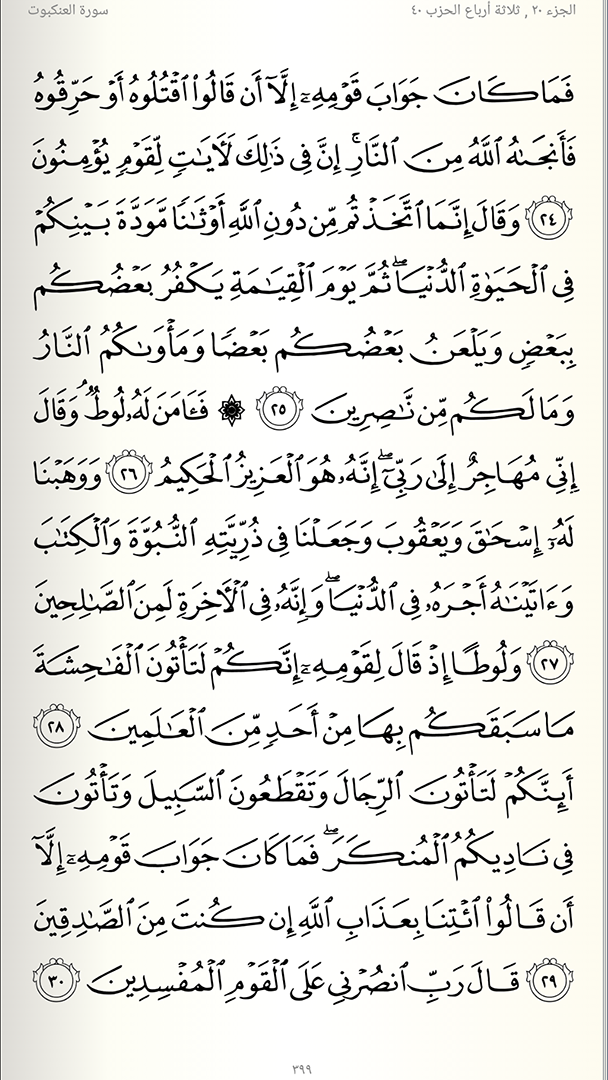 الجزء ٢٠ , ثلاثة أرباع الحزب ٤٠
سورة العنكبوت
فَمَا كَانَ جَوَابَ قَوْمِهِۦٓ إِلَّآ أَن قَالُوا۟ ٱقْتُلُوهُ أَوْ حَرِّقُوهُ
فَأَنجَىٰهُ ٱللَّهُ مِنَ ٱلنَّارِ ۚ إِنَّ فِى ذَٰلِكَ لَـَٔايَـٰتٍ لِّقَوْمٍ يُؤْمِنُونَ
٢٤ وَقَالَ إِنَّمَا ٱتَّخَذْتُم مِّن دُونِ ٱللَّهِ أَوْثَـٰنًا مَّوَدَّةَ بَيْنِكُمْ
فِى ٱلْحَيَوٰةِ ٱلدُّنْيَا ۖ ثُمَّ يَوْمَ ٱلْقِيَـٰمَةِ يَكْفُرُ بَعْضُكُم
بِبَعْضٍ وَيَلْعَنُ بَعْضُكُم بَعْضًا وَمَأْوَىٰكُمُ ٱلنَّارُ
وَمَا لَكُم مِّن نَّـٰصِرِينَ ٢٥ ۞ فَـَٔامَنَ لَهُۥ لُوطٌ ۘ وَقَالَ
إِنِّى مُهَاجِرٌ إِلَىٰ رَبِّىٓ ۖ إِنَّهُۥ هُوَ ٱلْعَزِيزُ ٱلْحَكِيمُ ٢٦ وَوَهَبْنَا
لَهُۥٓ إِسْحَـٰقَ وَيَعْقُوبَ وَجَعَلْنَا فِى ذُرِّيَّتِهِ ٱلنُّبُوَّةَ وَٱلْكِتَـٰبَ
وَءَاتَيْنَـٰهُ أَجْرَهُۥ فِى ٱلدُّنْيَا ۖ وَإِنَّهُۥ فِى ٱلْـَٔاخِرَةِ لَمِنَ ٱلصَّـٰلِحِينَ
٢٧ وَلُوطًا إِذْ قَالَ لِقَوْمِهِۦٓ إِنَّكُمْ لَتَأْتُونَ ٱلْفَـٰحِشَةَ
مَا سَبَقَكُم بِهَا مِنْ أَحَدٍ مِّنَ ٱلْعَـٰلَمِينَ ٢٨
أَئِنَّكُمْ لَتَأْتُونَ ٱلرِّجَالَ وَتَقْطَعُونَ ٱلسَّبِيلَ وَتَأْتُونَ
فِى نَادِيكُمُ ٱلْمُنكَرَ ۖ فَمَا كَانَ جَوَابَ قَوْمِهِۦٓ إِلَّآ
أَن قَالُوا۟ ٱئْتِنَا بِعَذَابِ ٱللَّهِ إِن كُنتَ مِنَ ٱلصَّـٰدِقِينَ
٢٩ قَالَ رَبِّ ٱنصُرْنِى عَلَى ٱلْقَوْمِ ٱلْمُفْسِدِينَ ٣٠
٣٩٩